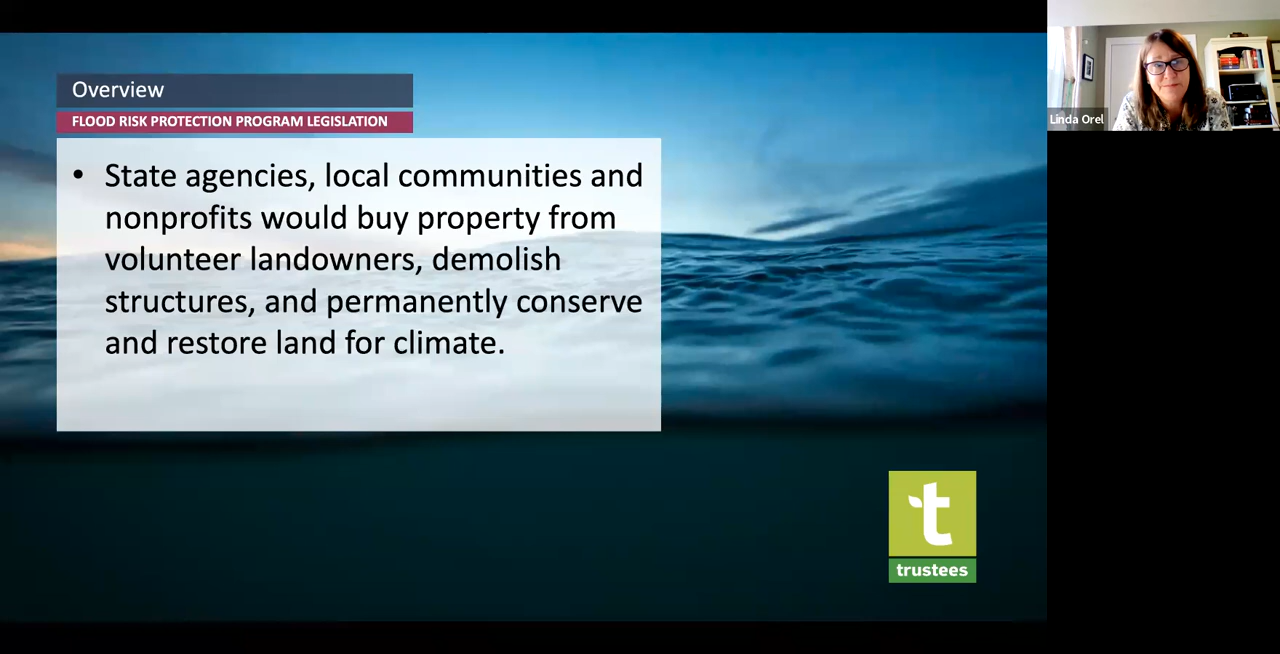 Overview
FLOOD RISK PROTECTION PROGRAM LEGISLATION
• State agencies, local communities and
nonprofits would buy property from
volunteer landowners, demolish
structures, and permanently conserve
and restore land for climate.
t
trustees
Linda Orel